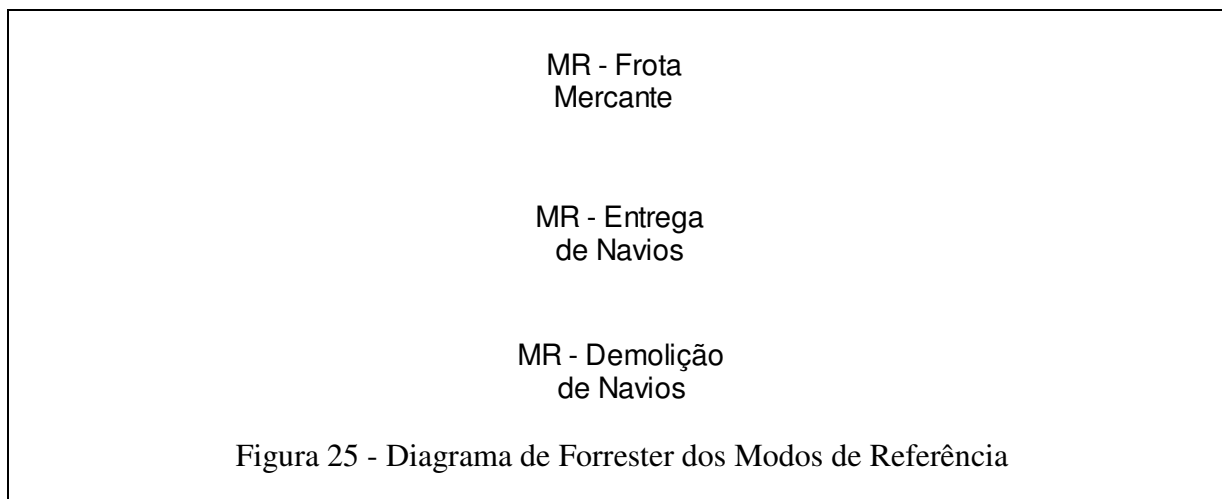 MR - Frota
Mercante
MR - Entrega
de Navios
MR - Demolição
de Navios
Figura 25 - Diagrama de Forrester dos Modos de Referência